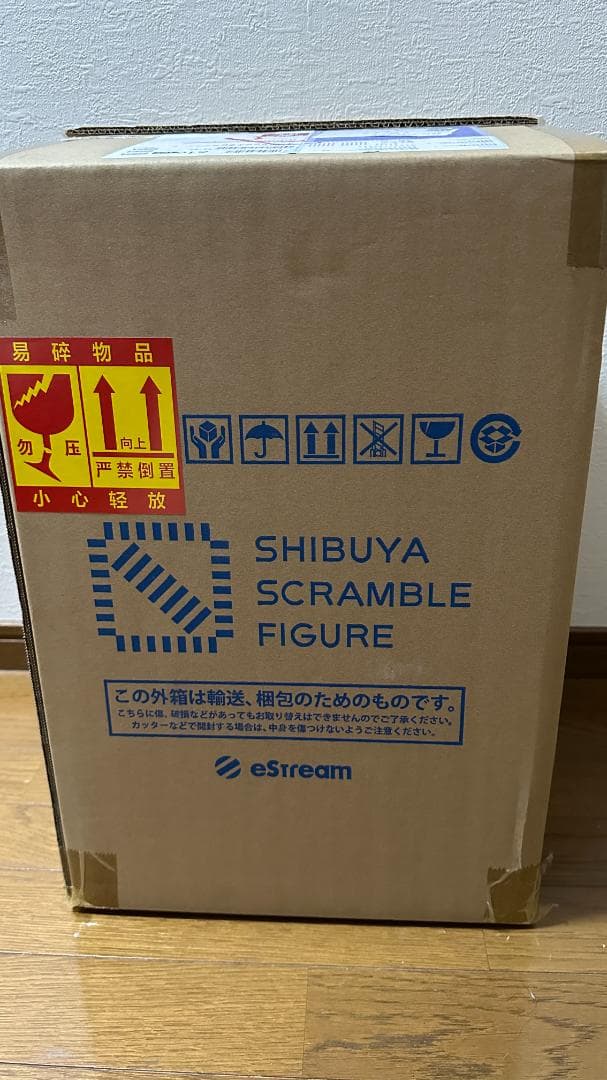 易碎物品
勿压
向上
严禁倒置
小心轻放
SHIBUYA
SCRAMBLE
FIGURE
この外箱は輸送、梱包のためのものです。
こちらに傷、破損などがあってもお取り替えはできませんのでご了承ください。
カッターなどで開封する場合は、中身を傷つけないようご注意ください。
eStream